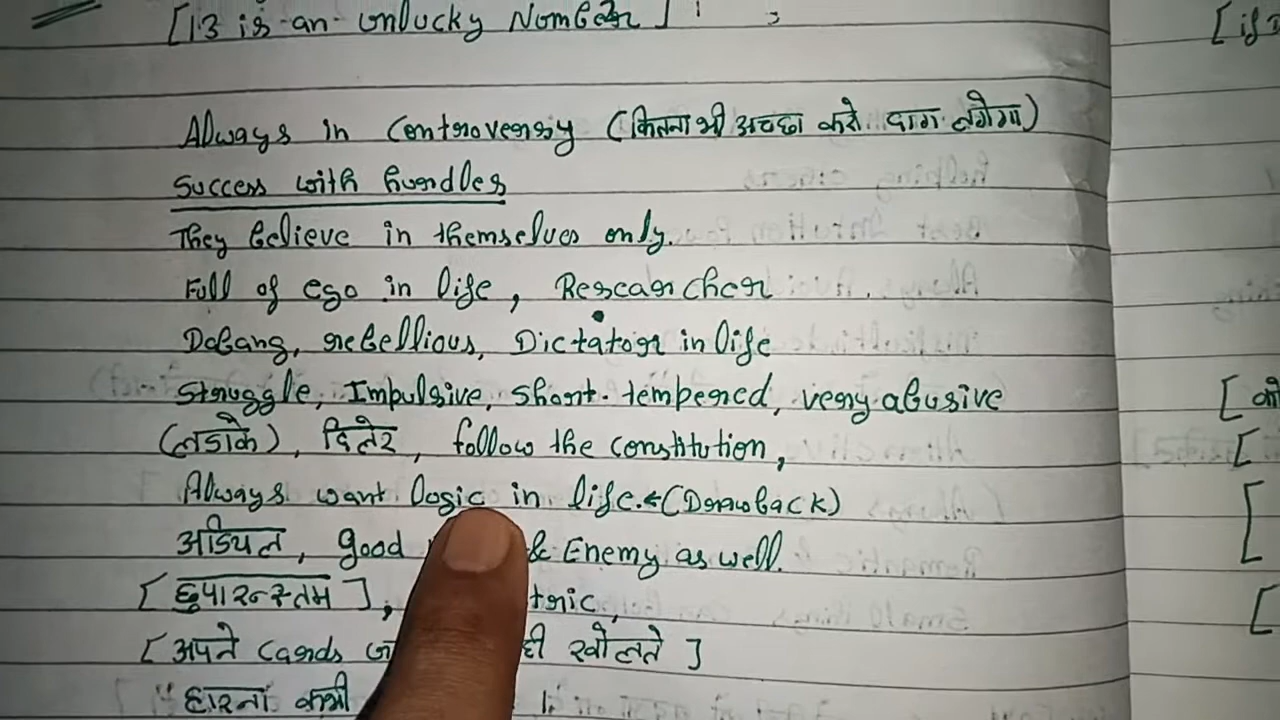 [13 is an unlucky Number]
Always in Controversy (कितना भी अच्छा करो दाग लगेगा)
Success with hurdles
They believe in themselves only.
Full of ego in life, Researcher
Dabang, rebellious, Dictator in life
Struggle, Impulsive, short-tempered, very abusive
(लडाके), दिलेर, follow the constitution,
Always want logic in life.←(Drawback)
अडियल, good & Enemy as well.
[छुपारुस्तम],
[अपने Cards ही खोलते]
"हारना कभी